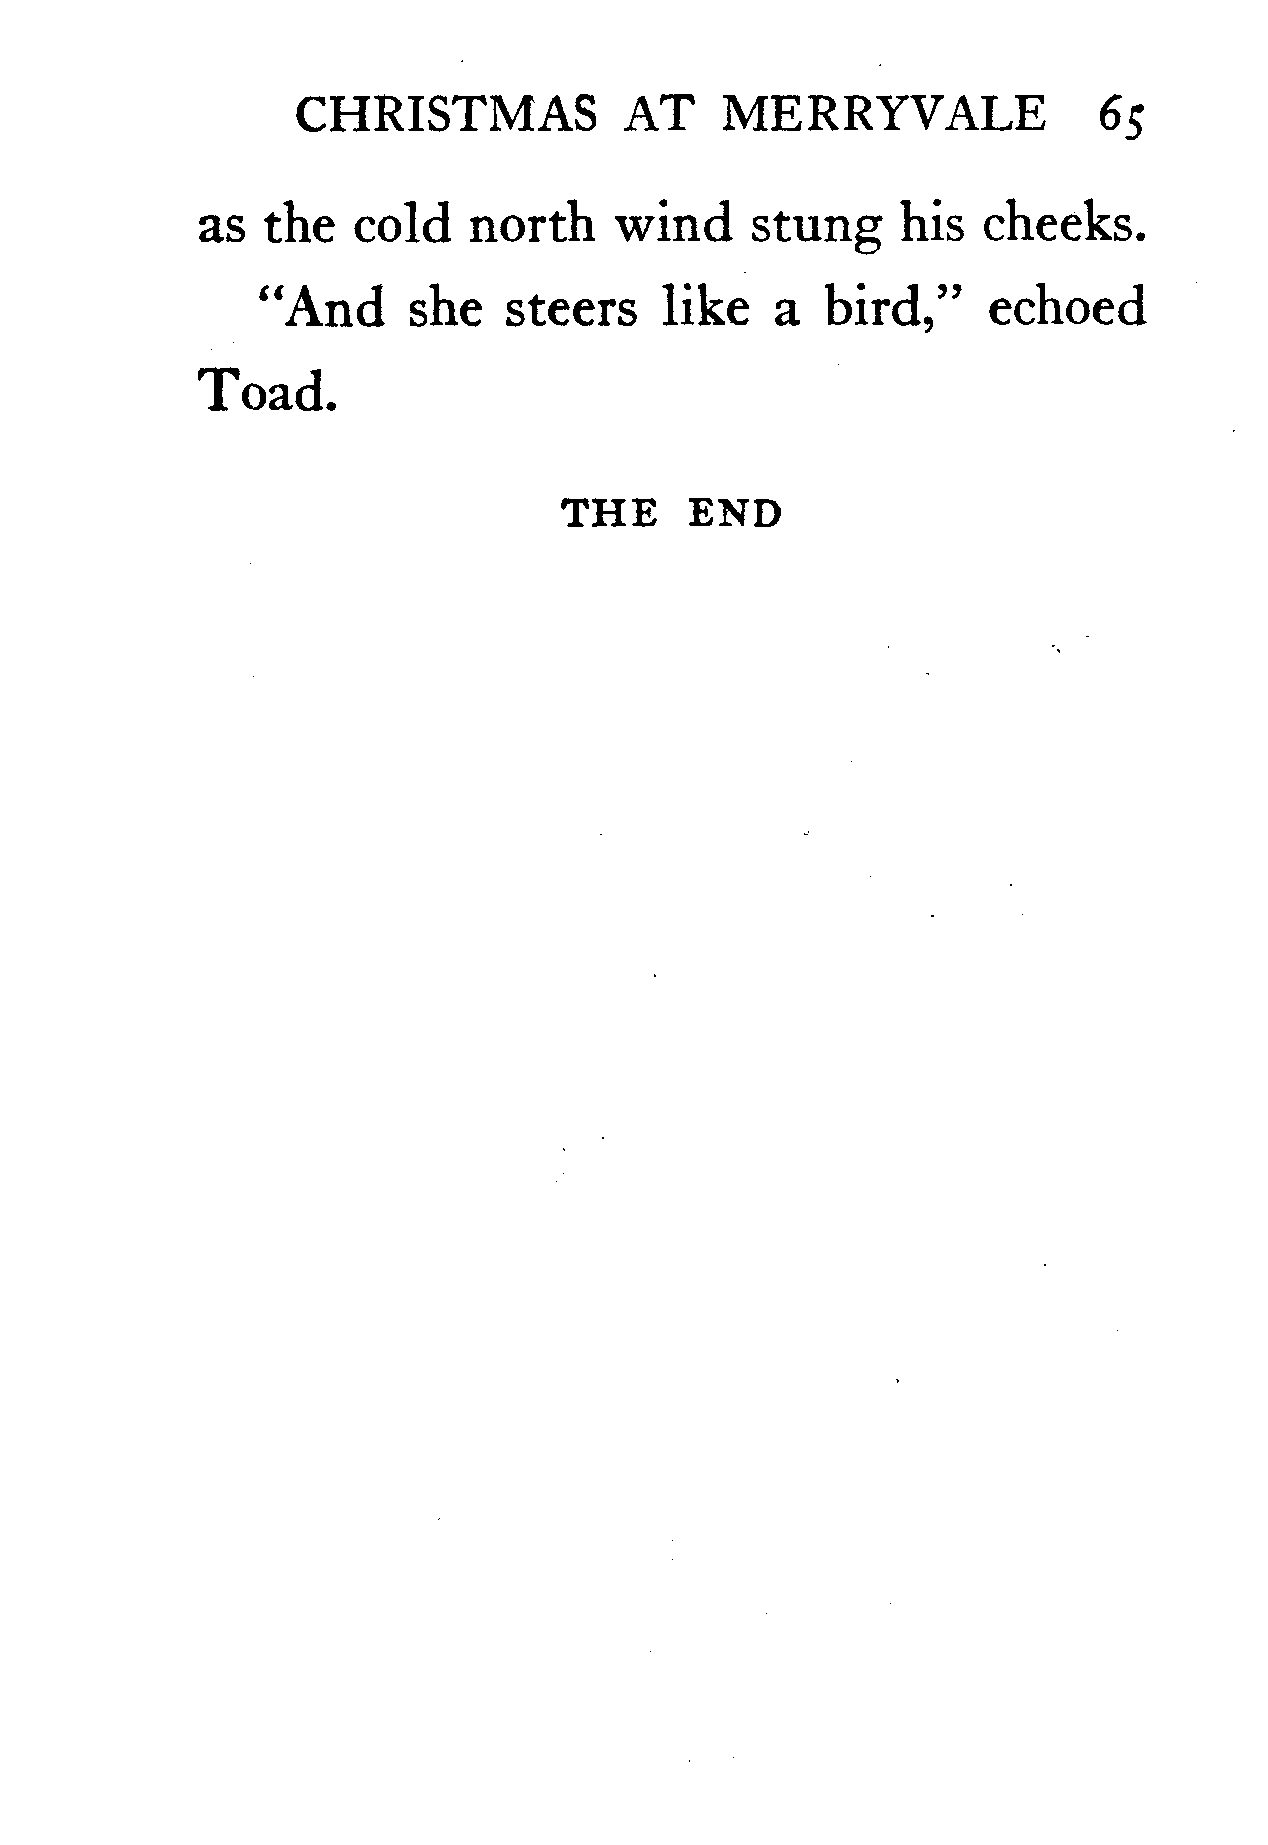 CHRISTMAS AT MERRYVALE 65
as the cold north wind stung his cheeks.
"And she steers like a bird," echoed
Toad.
THE END